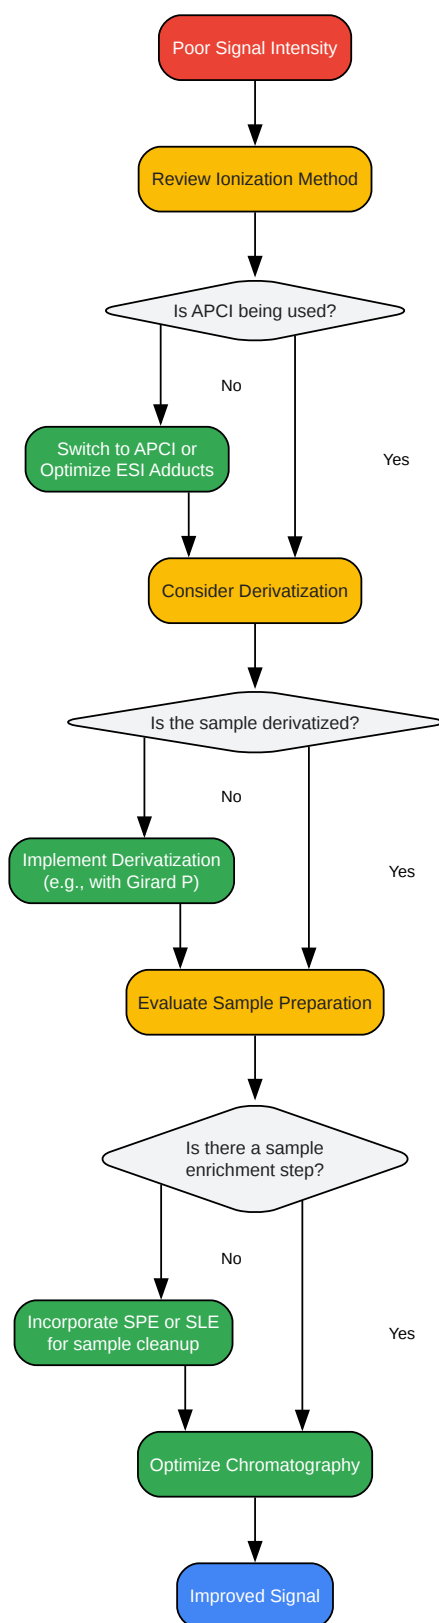 Poor Signal Intensity
Review Ionization Method
Is APCI being used?
No
Switch to APCI or
Optimize ESI Adducts
Yes
Consider Derivatization
Is the sample derivatized?
No
Implement Derivatization
(e.g., with Girard P)
Yes
Evaluate Sample Preparation
Is there a sample
enrichment step?
No
Incorporate SPE or SLE
for sample cleanup
Yes
Optimize Chromatography
Improved Signal